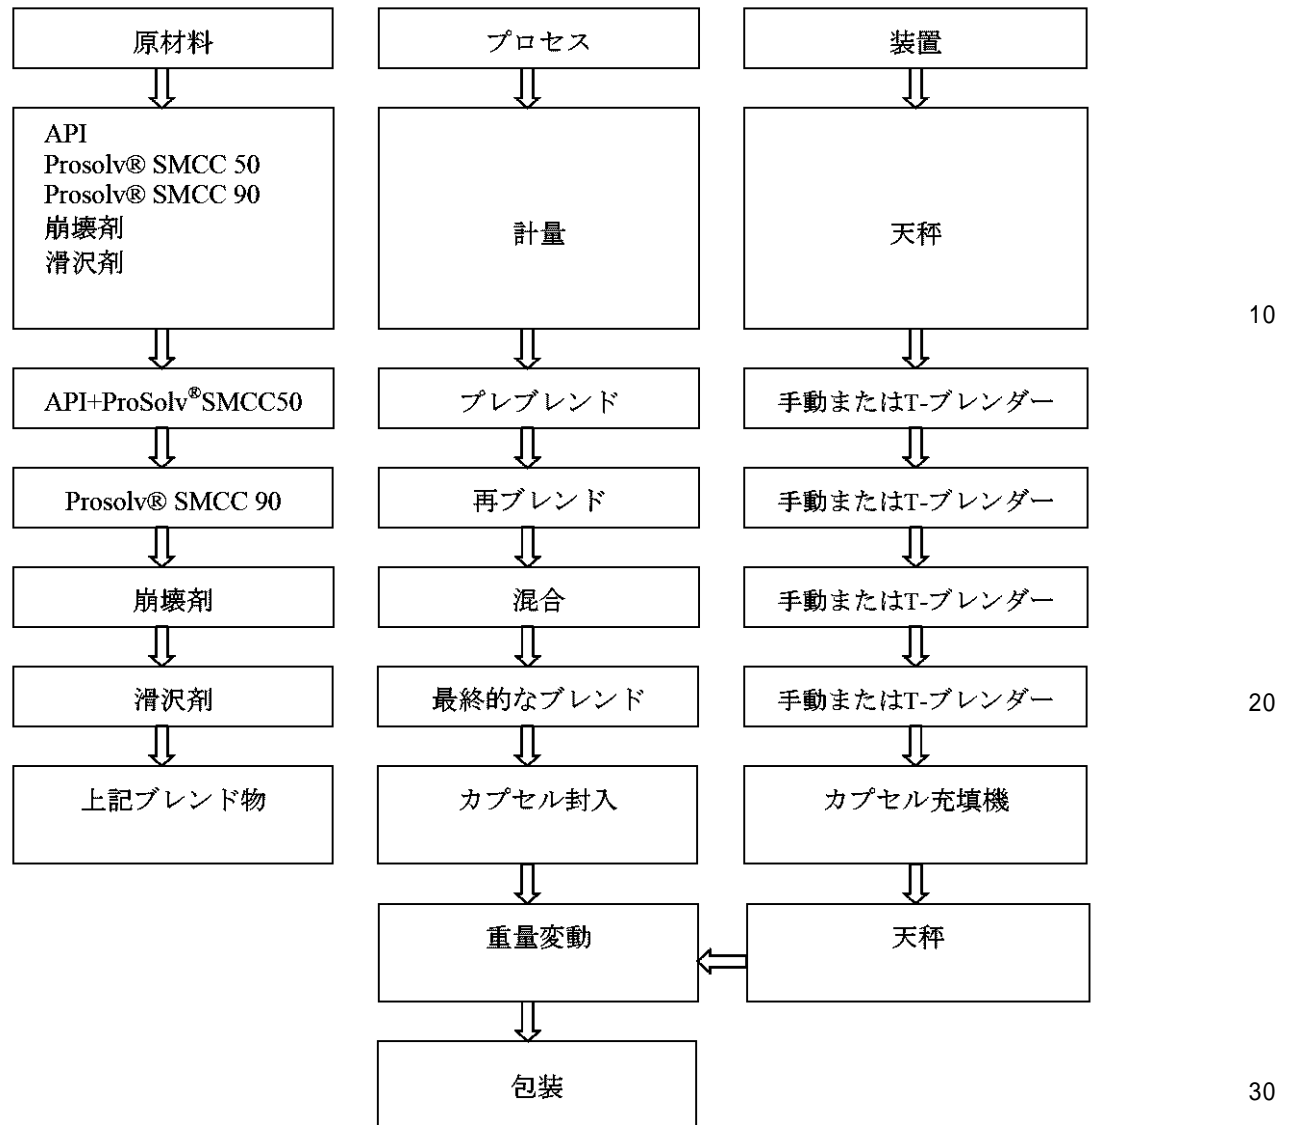 原材料
プロセス
装置
API
Prosolv® SMCC 50
Prosolv® SMCC 90
崩壊剤
滑沢剤
計量
天秤
10
API+ProSolv®SMCC50
プレブレンド
手動またはT-ブレンダー
Prosolv® SMCC 90
再ブレンド
手動またはT-ブレンダー
崩壊剤
混合
手動またはT-ブレンダー
滑沢剤
最終的なブレンド
手動またはT-ブレンダー
20
上記ブレンド物
カプセル封入
カプセル充填機
重量変動
天秤
包装
30